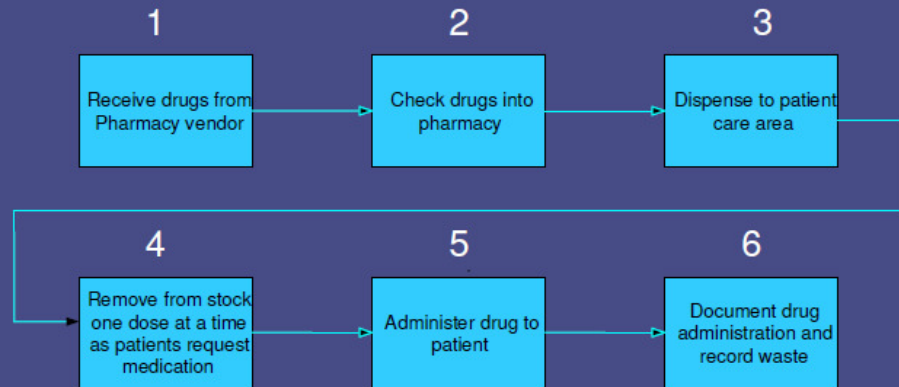 1
2
3
Receive drugs from
Pharmacy vendor
Check drugs into
pharmacy
Dispense to patient
care area
4
5
6
Remove from stock
one dose at a time
as patients request
medication
Administer drug to
patient
Document drug
administration and
record waste